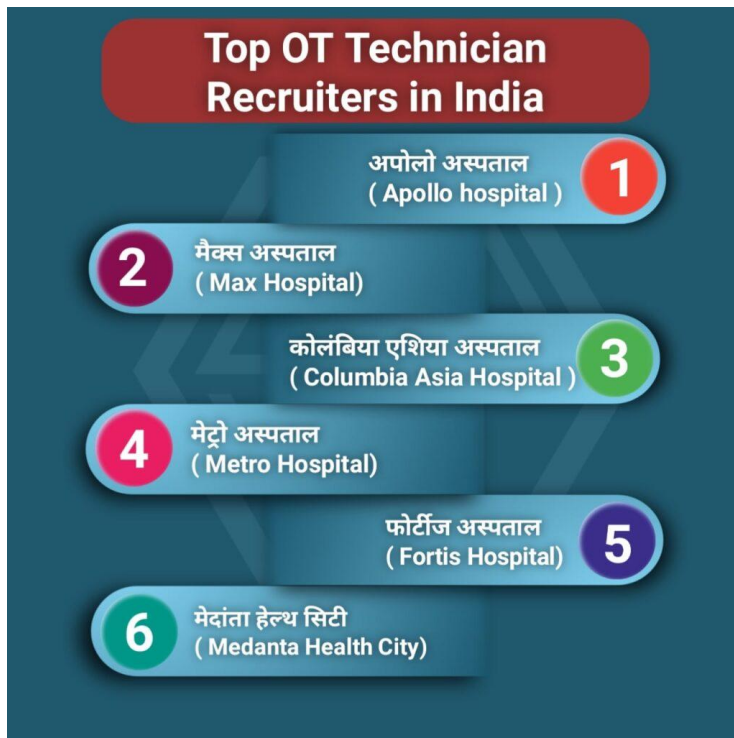 Top OT Technician
Recruiters in India
अपोलो अस्पताल
( Apollo hospital )
1
2
मैक्स अस्पताल
( Max Hospital)
कोलंबिया एशिया अस्पताल
( Columbia Asia Hospital )
3
4
मेट्रो अस्पताल
( Metro Hospital)
फोर्टीज अस्पताल
( Fortis Hospital)
5
6
मेदांता हेल्थ सिटी
( Medanta Health City)